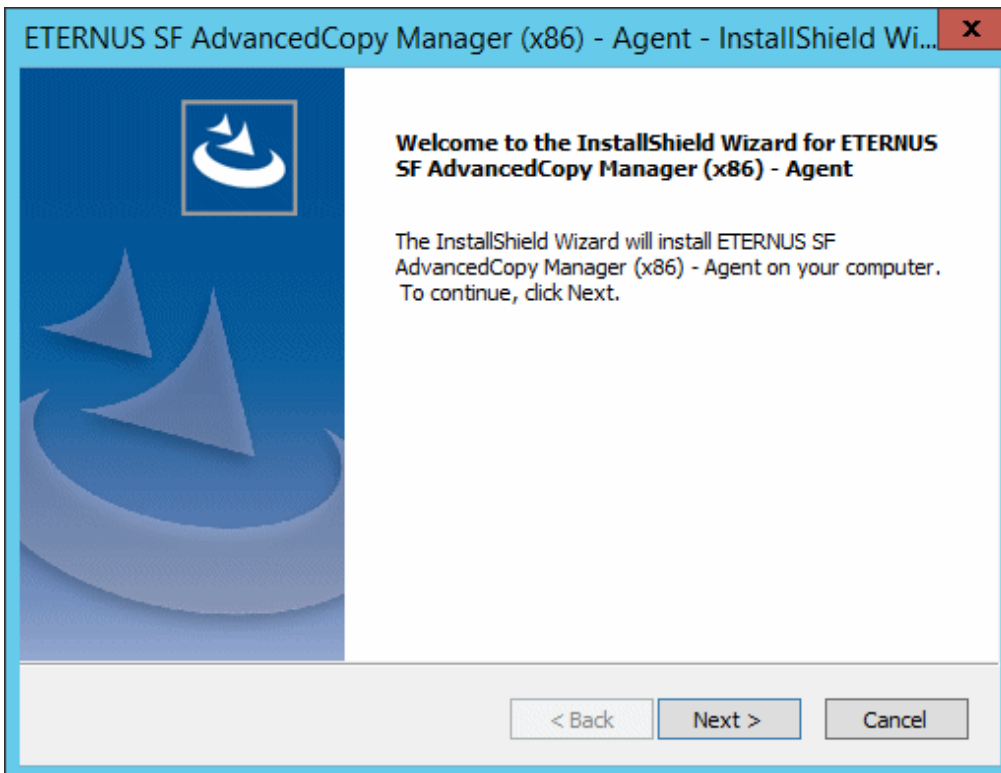 ETERNUS SF AdvancedCopy Manager (x86) - Agent - InstallShield Wi...
x
Welcome to the InstallShield Wizard for ETERNUS
SF AdvancedCopy Manager (x86) - Agent
The InstallShield Wizard will install ETERNUS SF
AdvancedCopy Manager (x86) - Agent on your computer.
To continue, click Next.
< Back
Next >
Cancel